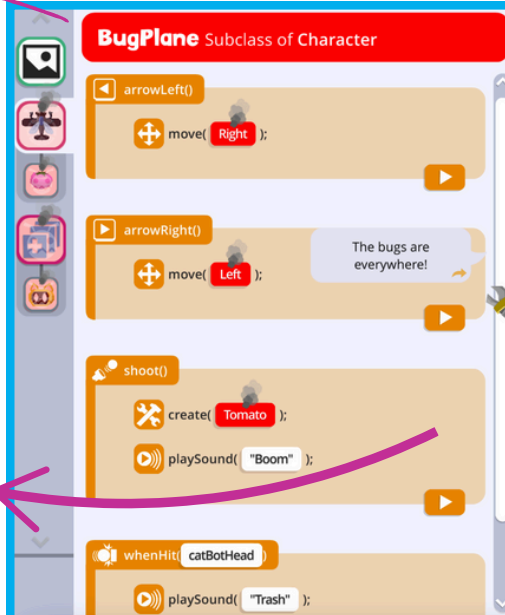 BugPlane Subclass of Character
arrowLeft()
move( Right );
arrowRight()
The bugs are
everywhere!
move( Left );
shoot()
create( Tomato );
playSound( "Boom" );
whenHit( catBotHead )
playSound( "Trash" );